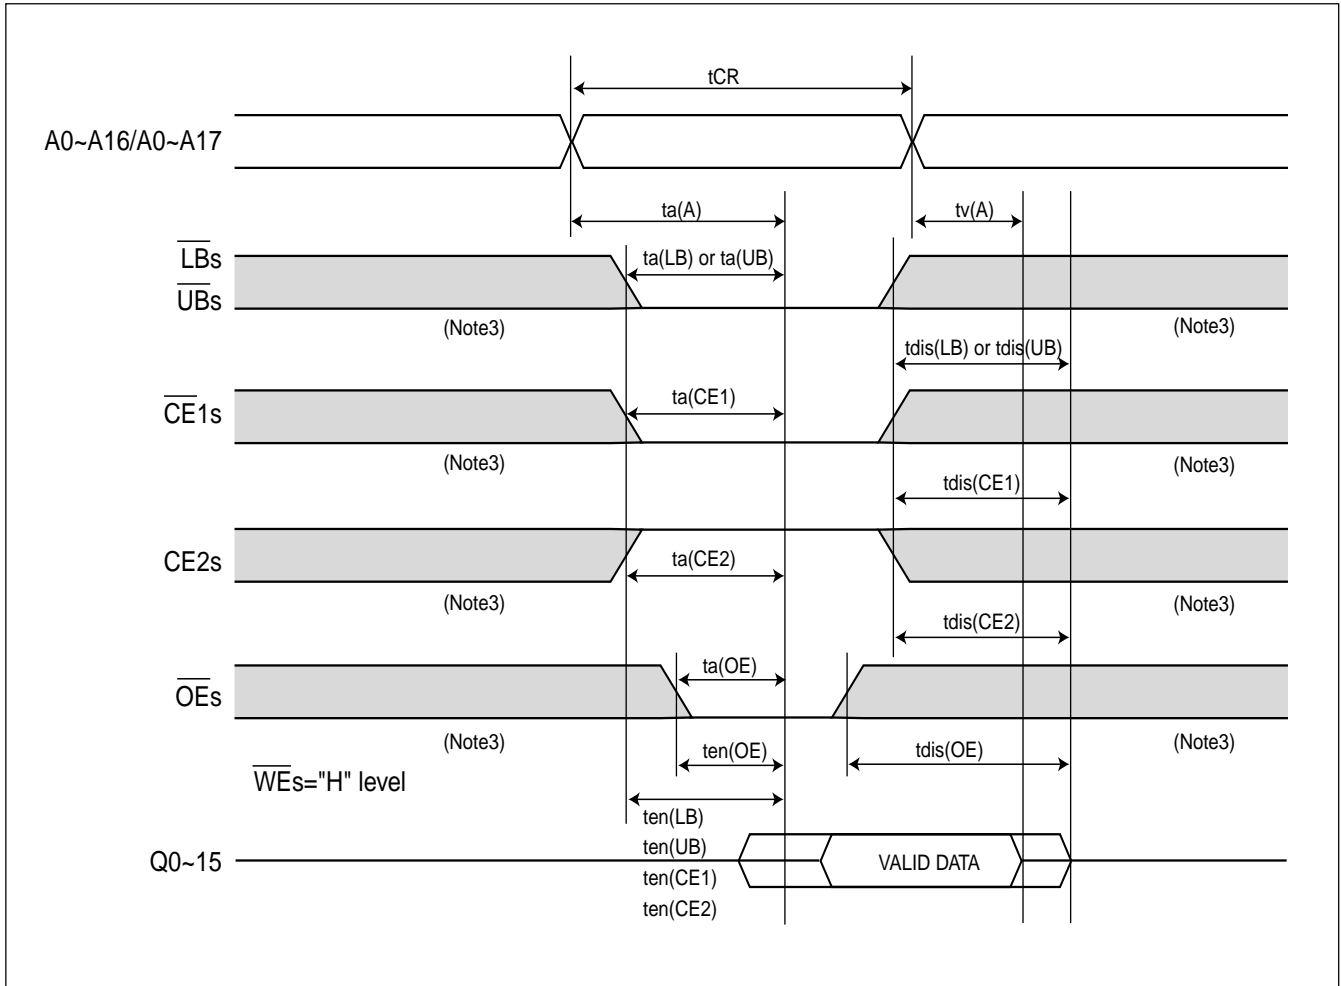 tCR
A0~A16/A0~A17
ta(A)
tv(A)
LBs
ta(LB) or ta(UB)
UBs
(Note3)
(Note3)
tdis(LB) or tdis(UB)
CE1s
ta(CE1)
(Note3)
(Note3)
tdis(CE1)
CE2s
ta(CE2)
(Note3)
(Note3)
tdis(CE2)
OEs
ta(OE)
(Note3)
(Note3)
ten(OE)
tdis(OE)
WEs="H" level
ten(LB)
ten(UB)
Q0~15
VALID DATA
ten(CE1)
ten(CE2)